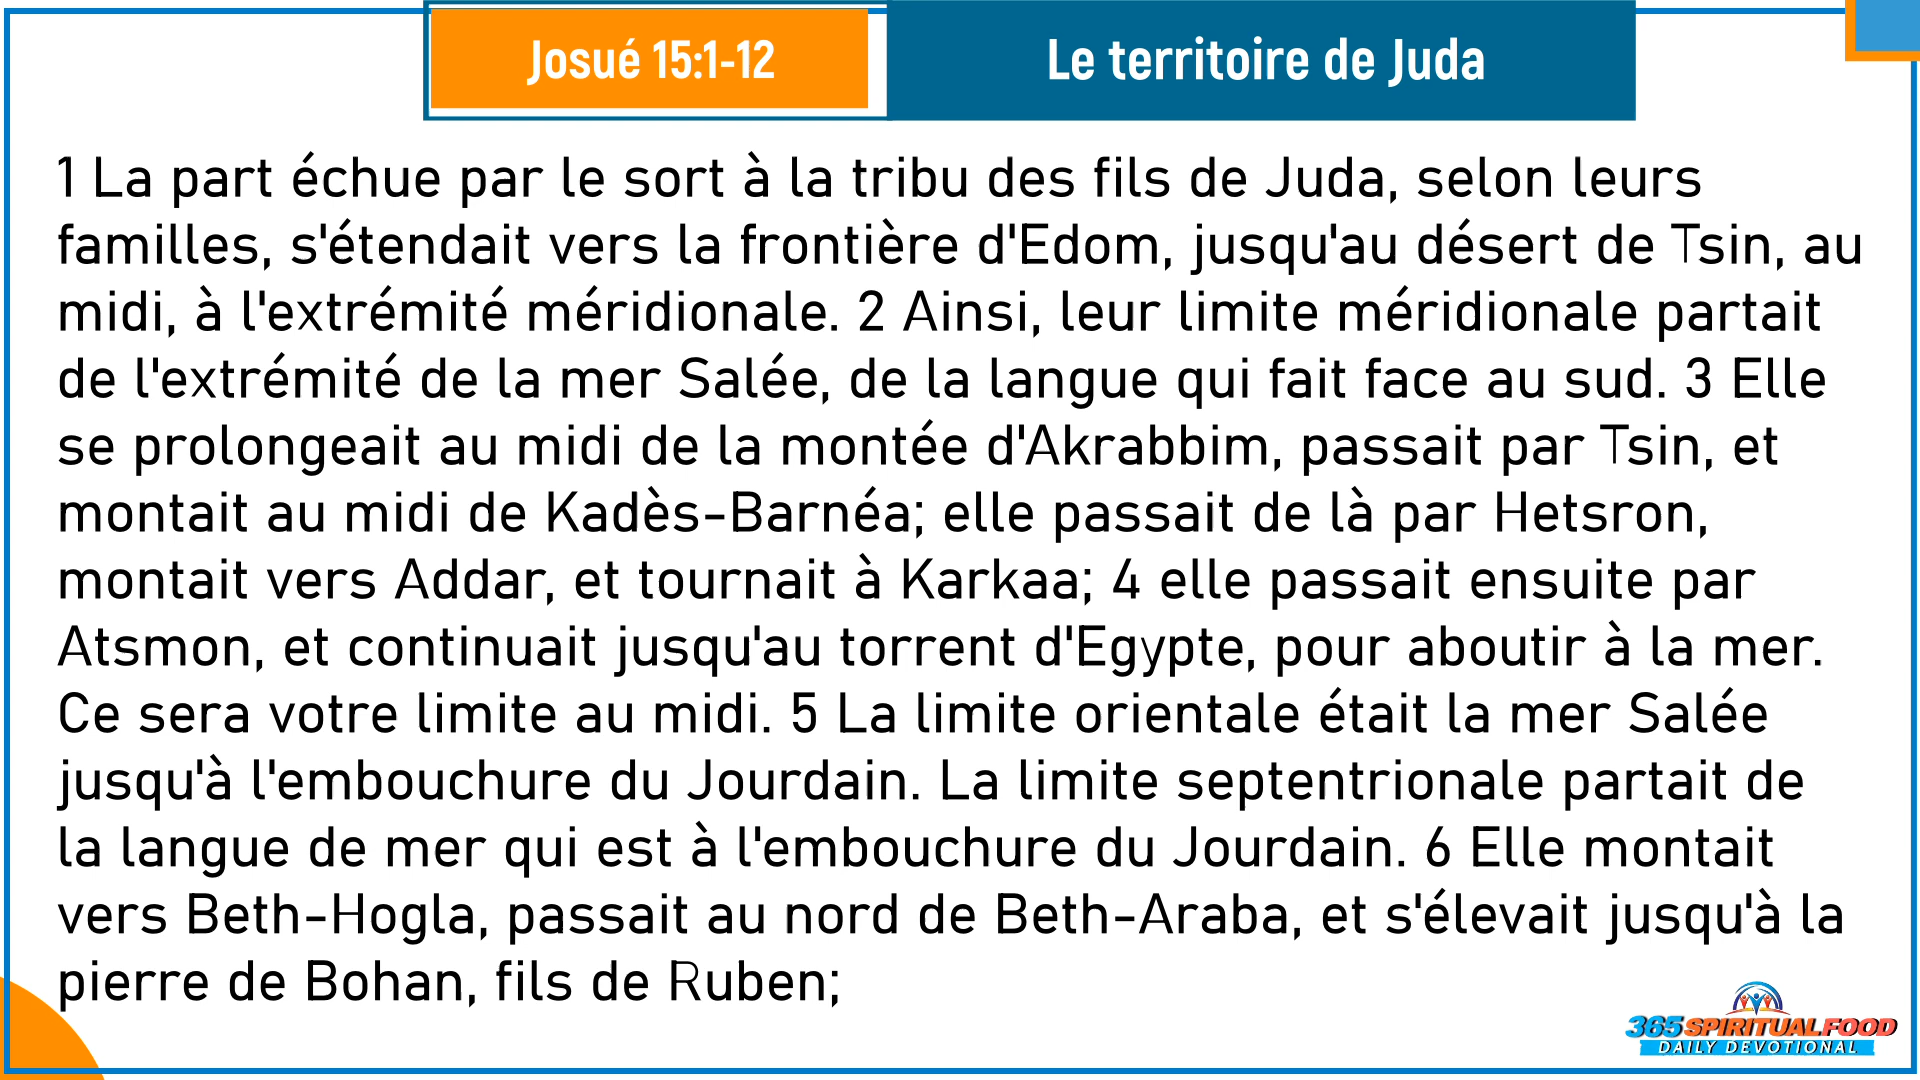 Josué 15:1-12
Le territoire de Juda
1 La part échue par le sort à la tribu des fils de Juda, selon leurs
familles, s'étendait vers la frontière d'Edom, jusqu'au désert de Tsin, au
midi, à l'extrémité méridionale. 2 Ainsi, leur limite méridionale partait
de l'extrémité de la mer Salée, de la langue qui fait face au sud. 3 Elle
se prolongeait au midi de la montée d'Akrabbim, passait par Tsin, et
montait au midi de Kadès-Barnéa; elle passait de là par Hetsron,
montait vers Addar, et tournait à Karkaa; 4 elle passait ensuite par
Atsmon, et continuait jusqu'au torrent d'Egypte, pour aboutir à la mer.
Ce sera votre limite au midi. 5 La limite orientale était la mer Salée
jusqu'à l'embouchure du Jourdain. La limite septentrionale partait de
la langue de mer qui est à l'embouchure du Jourdain. 6 Elle montait
vers Beth-Hogla, passait au nord de Beth-Araba, et s'élevait jusqu'à la
pierre de Bohan, fils de Ruben;
365 SPIRITUAL FOOD
DAILY DEVOTIONAL